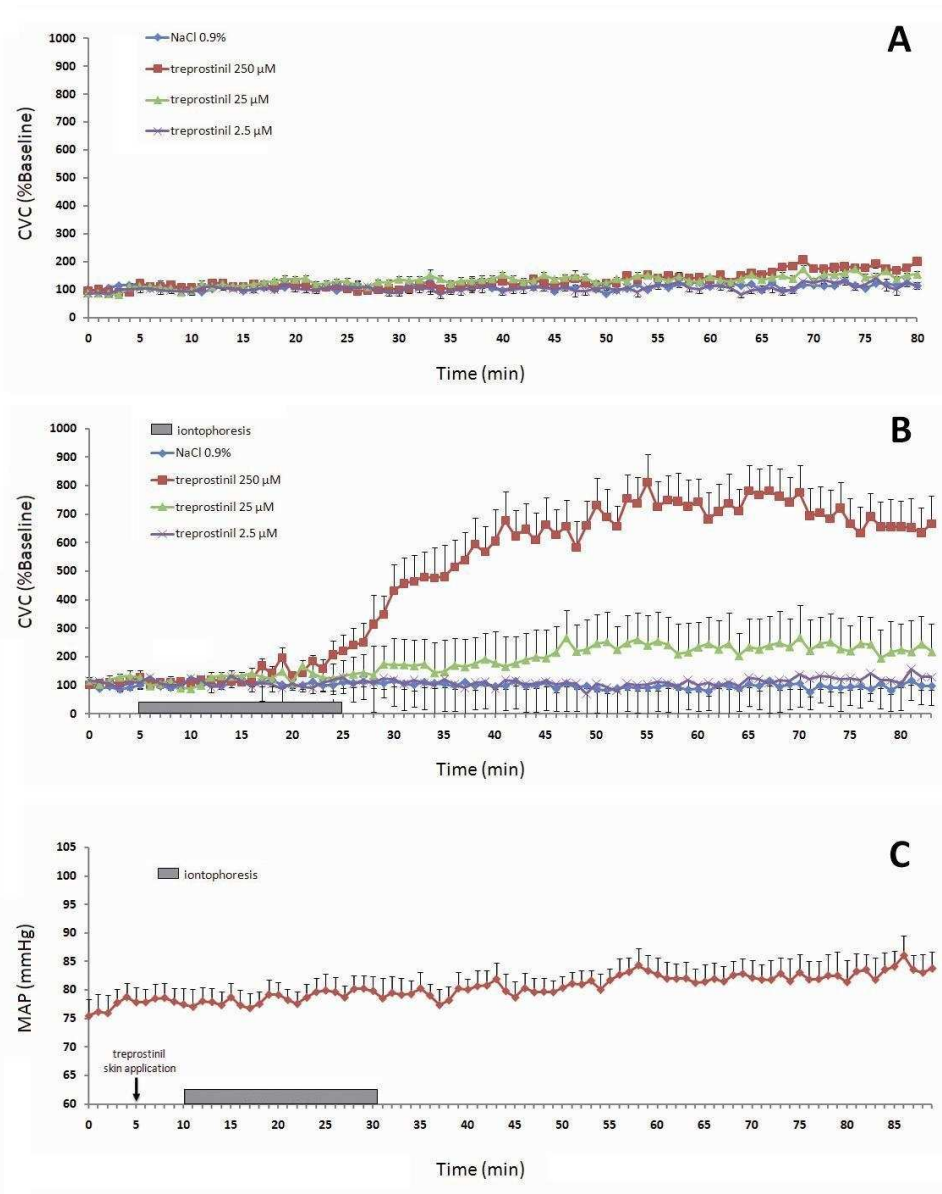 A
NaCl 0.9%
treprostinil 250 µM
treprostinil 25 µM
treprostinil 2.5 µM
CVC (%Baseline)
1000
900
800
700
600
500
400
300
200
100
0
0 5 10 15 20 25 30 35 40 45 50 55 60 65 70 75 80
Time (min)
B
iontophoresis
NaCl 0.9%
treprostinil 250 µM
treprostinil 25 µM
treprostinil 2.5 µM
CVC (%Baseline)
1000
900
800
700
600
500
400
300
200
100
0
0 5 10 15 20 25 30 35 40 45 50 55 60 65 70 75 80
Time (min)
C
iontophoresis
MAP (mmHg)
105
100
95
90
85
80
75
70
65
60
treprostinil
skin application
0 5 10 15 20 25 30 35 40 45 50 55 60 65 70 75 80 85
Time (min)